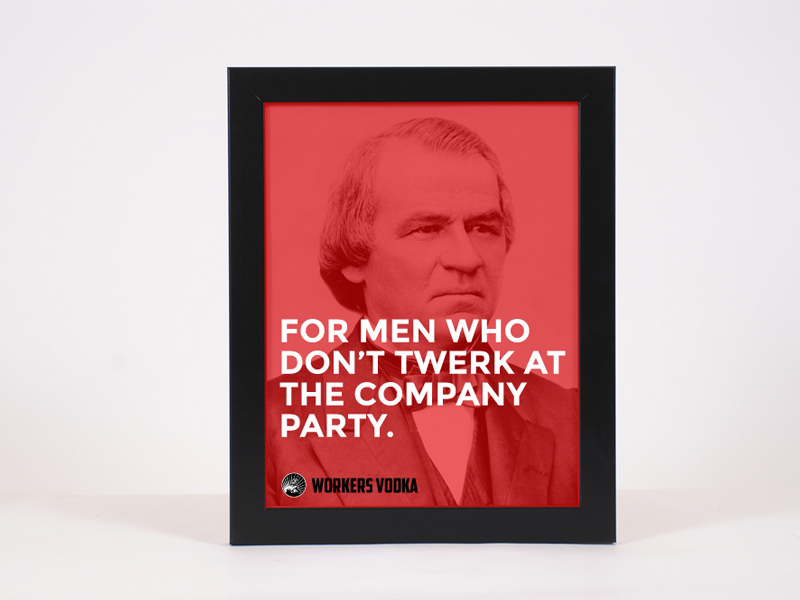 FOR MEN WHO
DON'T TWERK AT
THE COMPANY
PARTY.
WORKERS VODKA